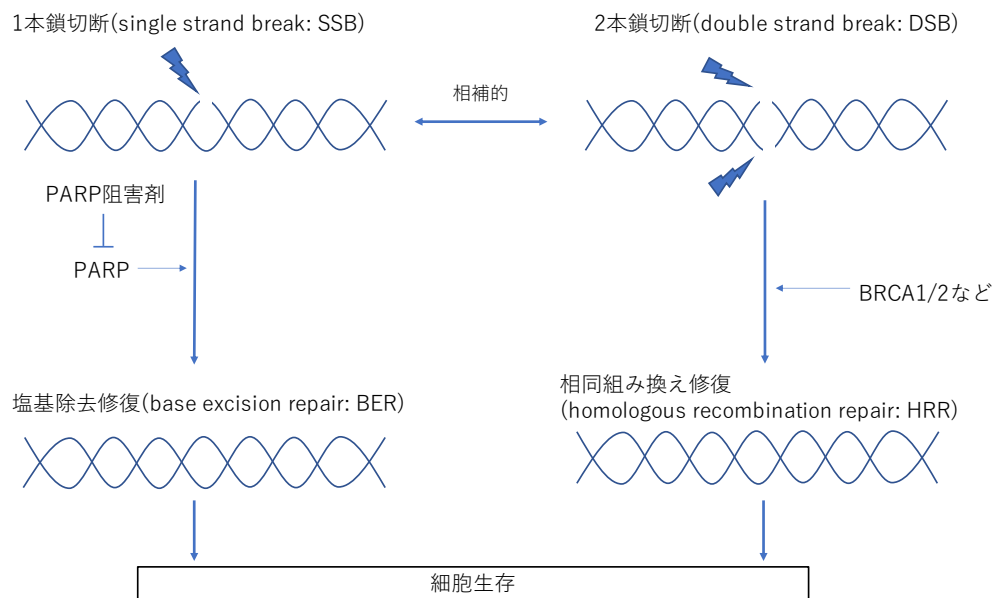 1本鎖切断(single strand break: SSB)
2本鎖切断(double strand break: DSB)
相補的
PARP阻害剤
PARP
BRCA1/2など
塩基除去修復(base excision repair: BER)
相同組み換え修復
(homologous recombination repair: HRR)
細胞生存